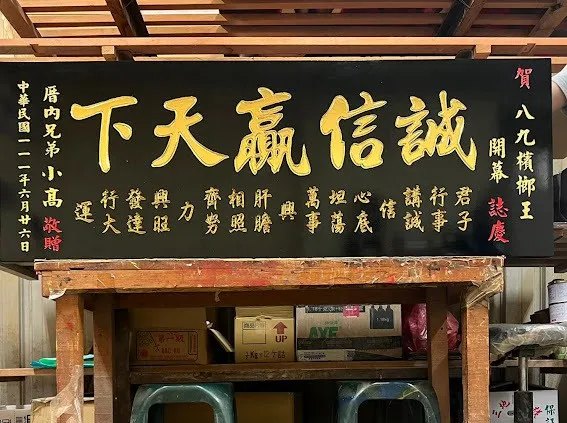 賀
八九檳榔王
開幕 誌慶
誠信贏天下
君子行事講誠信
心底坦蕩萬事興
肝膽相照齊努力
興旺發達行大運
厝內兄弟 小高 敬贈
中華民國一一一年六月廿六日
UP